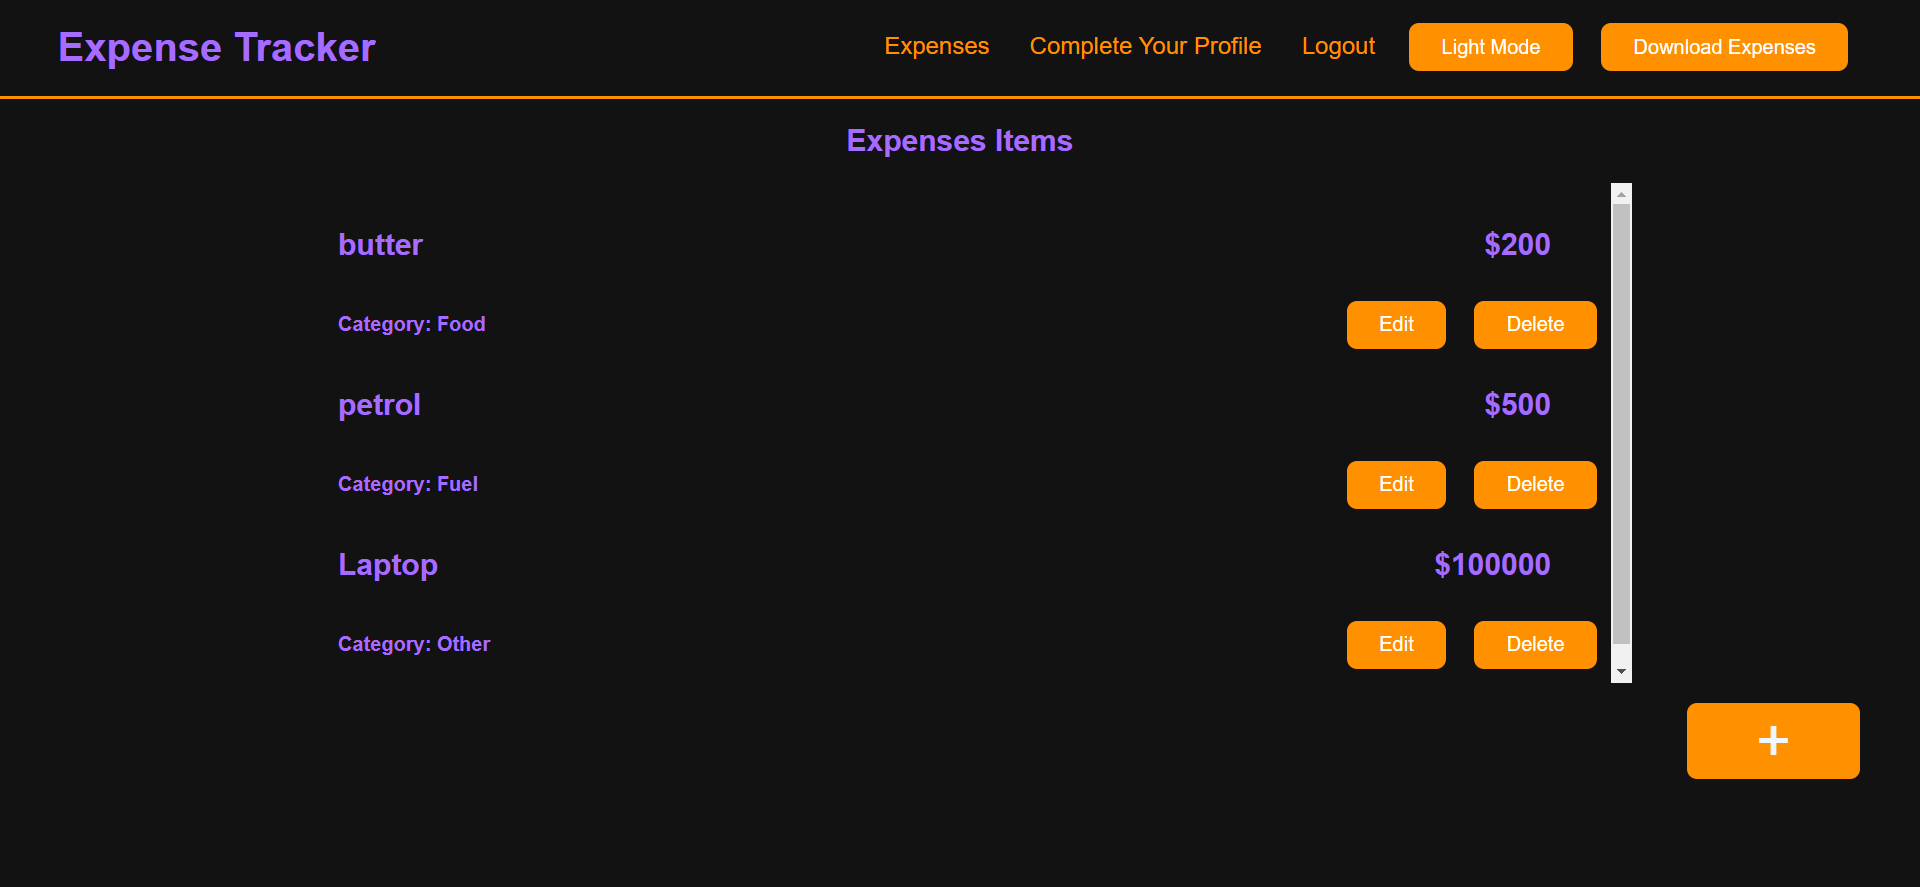 Expense Tracker
Expenses Complete Your Profile Logout Light Mode Download Expenses
Expenses Items
butter $200
Category: Food Edit Delete
petrol $500
Category: Fuel Edit Delete
Laptop $100000
Category: Other Edit Delete
+